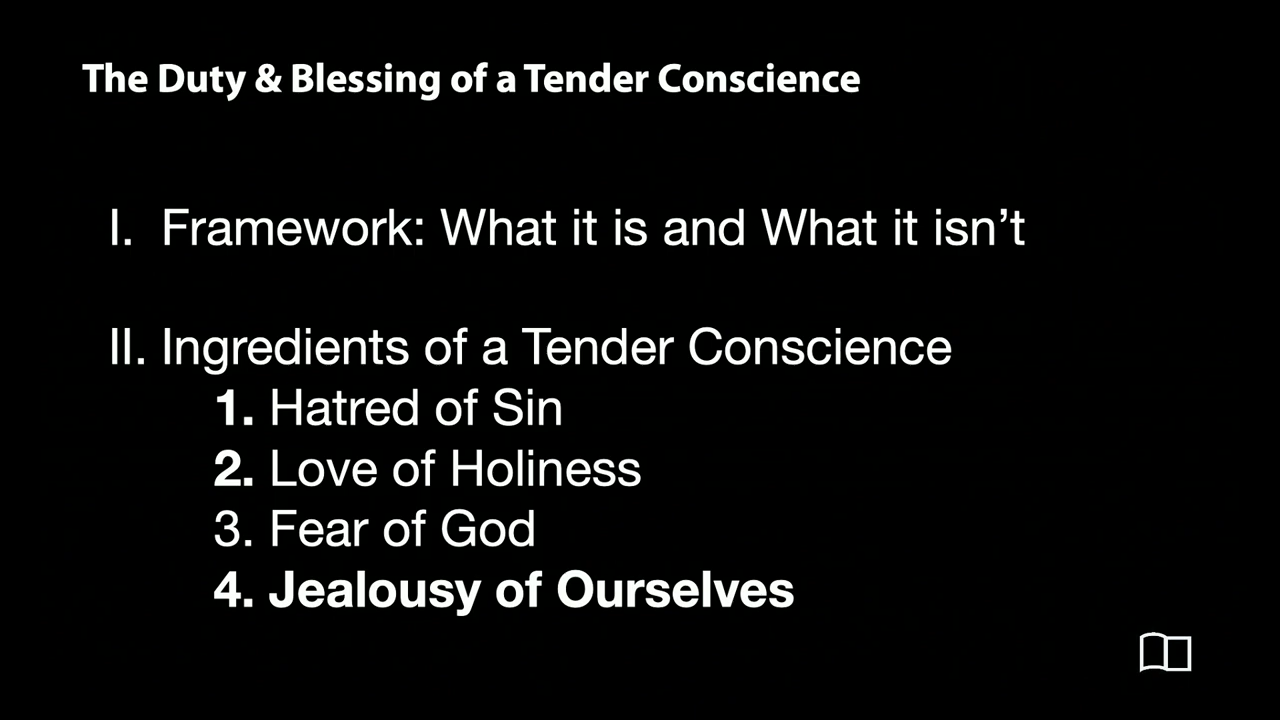 The Duty & Blessing of a Tender Conscience
I. Framework: What it is and What it isn’t
II. Ingredients of a Tender Conscience
1. Hatred of Sin
2. Love of Holiness
3. Fear of God
4. Jealousy of Ourselves